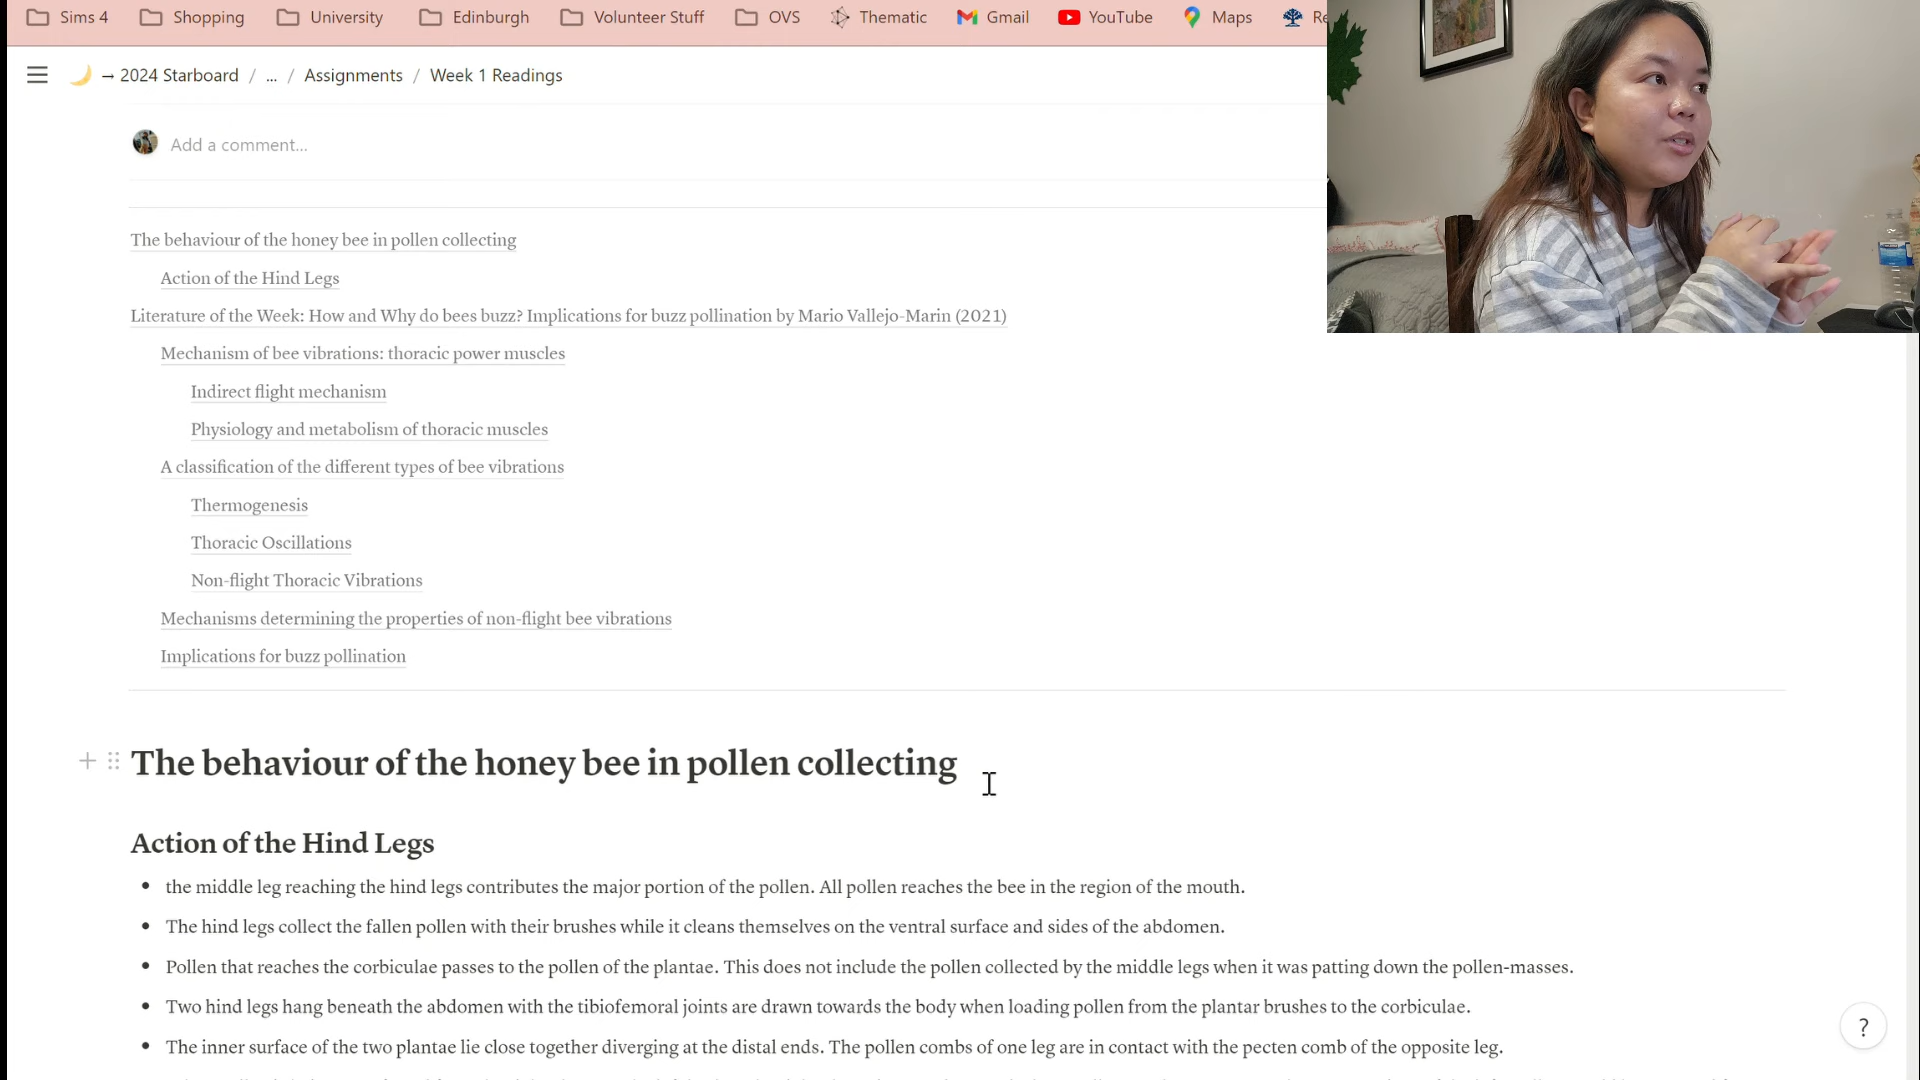 Sims 4 Shopping University Edinburgh Volunteer Stuff OVS Thematic Gmail YouTube Maps Re
→ 2024 Starboard / ... / Assignments / Week 1 Readings
Add a comment...
The behaviour of the honey bee in pollen collecting
Action of the Hind Legs
Literature of the Week: How and Why do bees buzz? Implications for buzz pollination by Mario Vallejo-Marin (2021)
Mechanism of bee vibrations: thoracic power muscles
Indirect flight mechanism
Physiology and metabolism of thoracic muscles
A classification of the different types of bee vibrations
Thermogenesis
Thoracic Oscillations
Non-flight Thoracic Vibrations
Mechanisms determining the properties of non-flight bee vibrations
Implications for buzz pollination
The behaviour of the honey bee in pollen collecting
Action of the Hind Legs
• the middle leg reaching the hind legs contributes the major portion of the pollen. All pollen reaches the bee in the region of the mouth.
• The hind legs collect the fallen pollen with their brushes while it cleans themselves on the ventral surface and sides of the abdomen.
• Pollen that reaches the corbiculae passes to the pollen of the plantae. This does not include the pollen collected by the middle legs when it was patting down the pollen-masses.
• Two hind legs hang beneath the abdomen with the tibiofemoral joints are drawn towards the body when loading pollen from the plantar brushes to the corbiculae.
• The inner surface of the two plantae lie close together diverging at the distal ends. The pollen combs of one leg are in contact with the pecten comb of the opposite leg.
?